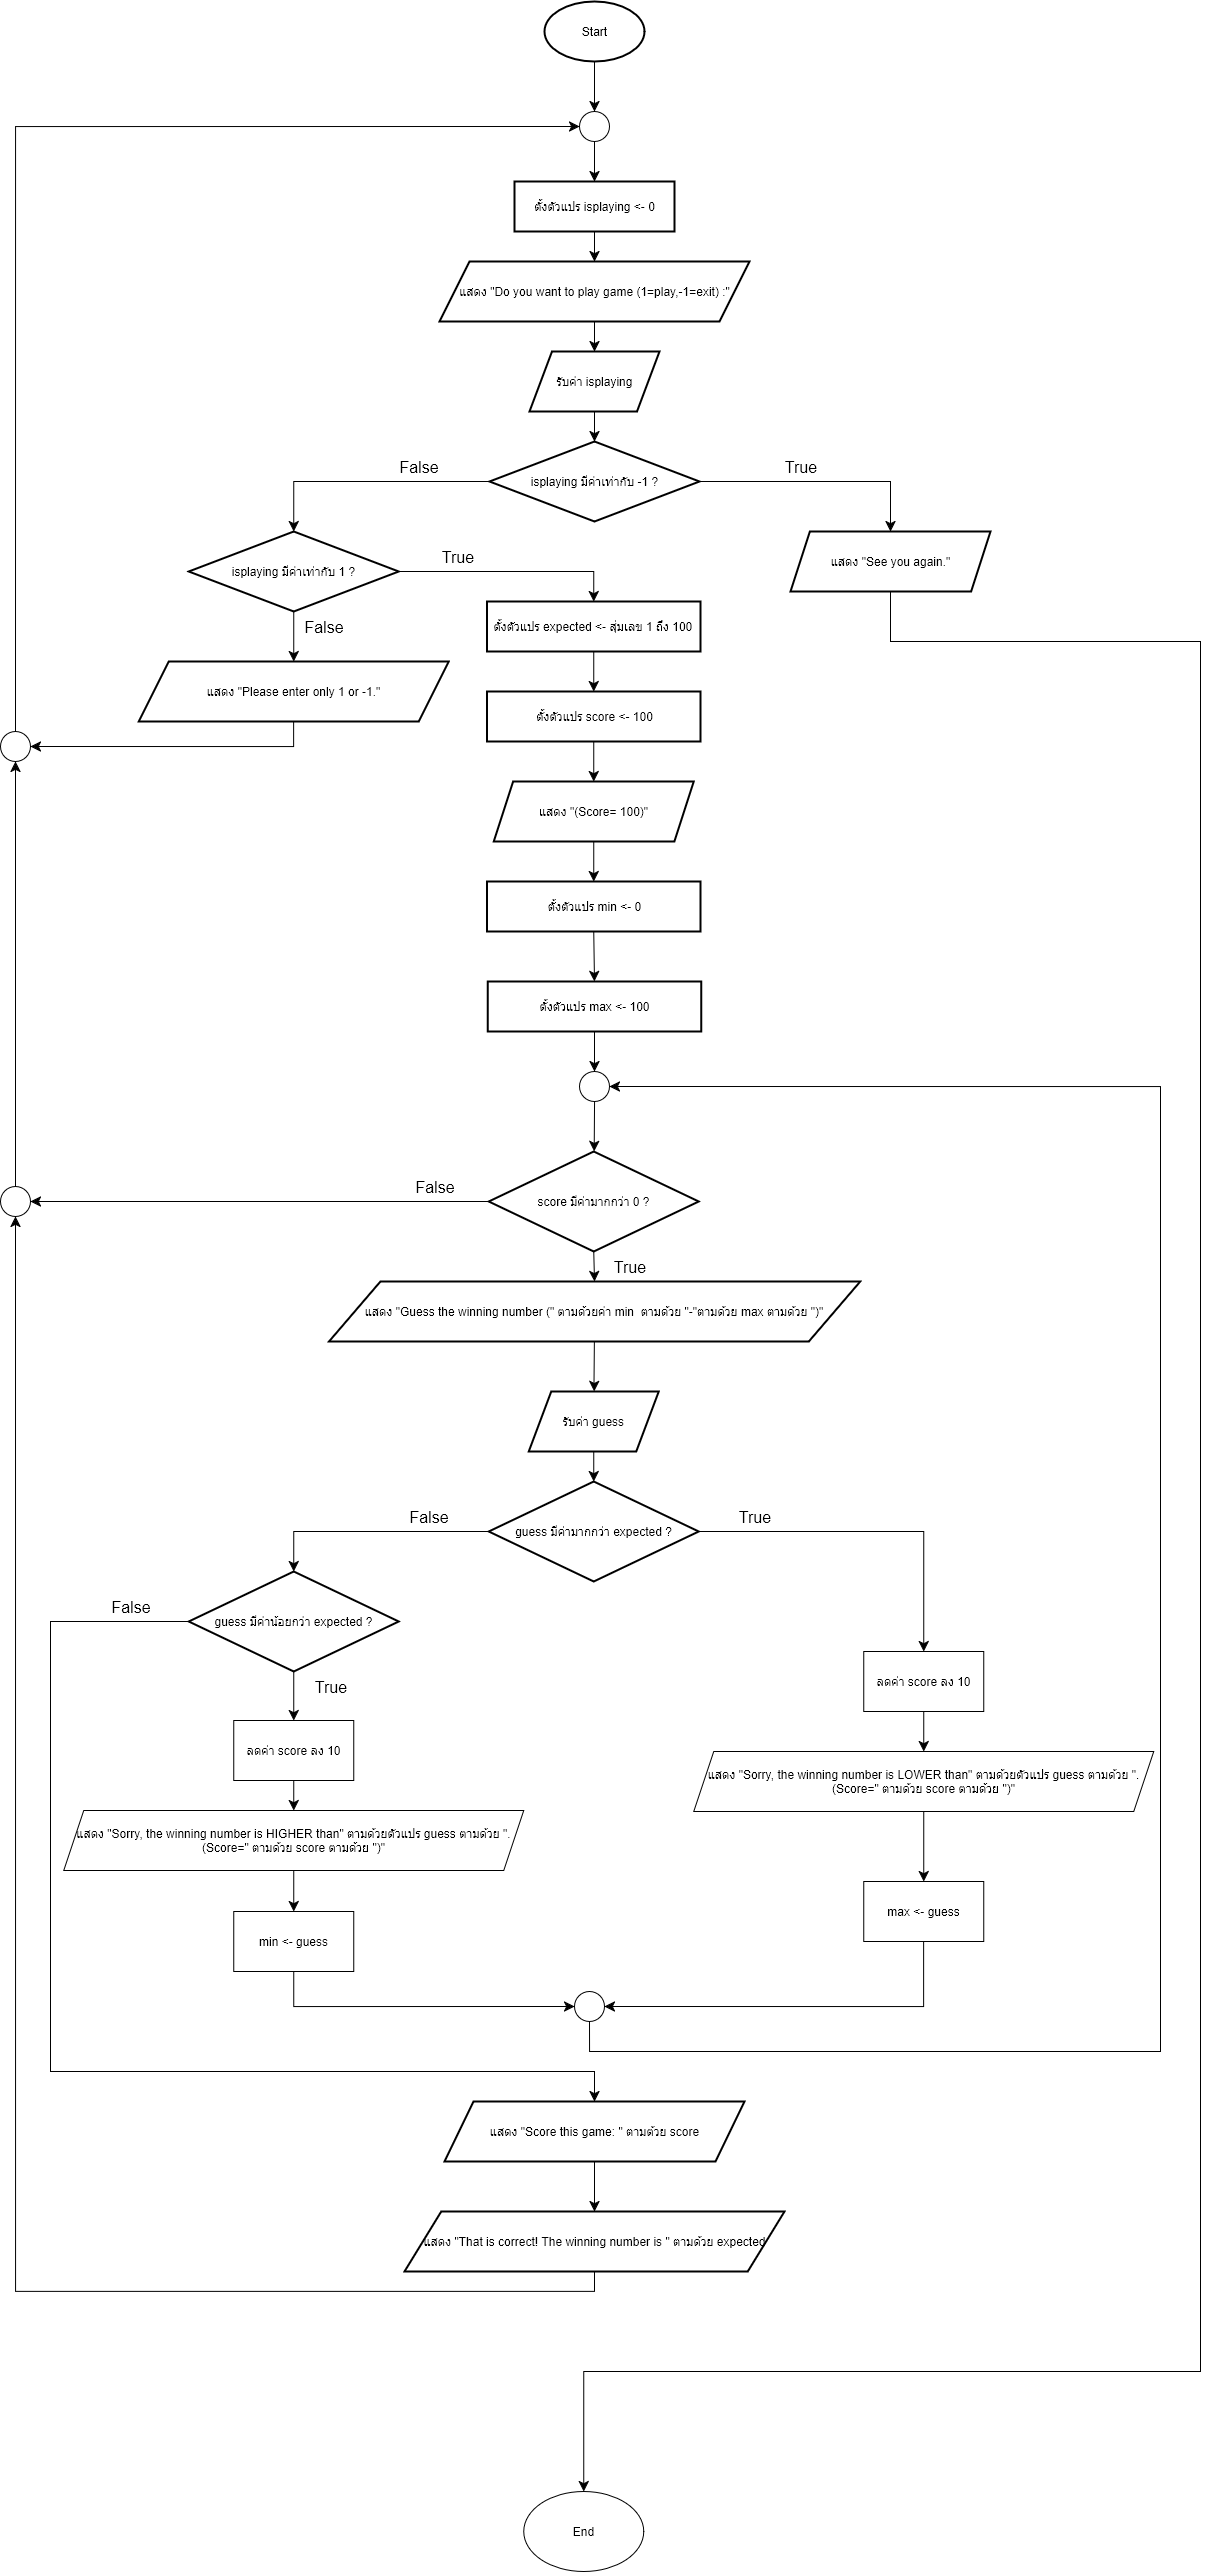 Start
ตั้งตัวแปร isplaying <- 0
แสดง "Do you want to play game (1=play,-1=exit) :"
รับค่า isplaying
False
True
isplaying มีค่าเท่ากับ -1 ?
True
isplaying มีค่าเท่ากับ 1 ?
แสดง "See you again."
False
ตั้งตัวแปร expected <- สุ่มเลข 1 ถึง 100
แสดง "Please enter only 1 or -1."
ตั้งตัวแปร score <- 100
แสดง "(Score= 100)"
ตั้งตัวแปร min <- 0
ตั้งตัวแปร max <- 100
False
score มีค่ามากกว่า 0 ?
True
แสดง "Guess the winning number (" ตามด้วยค่า min  ตามด้วย "-"ตามด้วย max ตามด้วย ")"
รับค่า guess
False
True
guess มีค่ามากกว่า expected ?
False
guess มีค่าน้อยกว่า expected ?
True
ลดค่า score ลง 10
ลดค่า score ลง 10
แสดง "Sorry, the winning number is LOWER than" ตามด้วยตัวแปร guess ตามด้วย ".
(Score=" ตามด้วย score ตามด้วย ")"
แสดง "Sorry, the winning number is HIGHER than" ตามด้วยตัวแปร guess ตามด้วย ".
(Score=" ตามด้วย score ตามด้วย ")"
max <- guess
min <- guess
แสดง "Score this game: " ตามด้วย score
แสดง "That is correct! The winning number is " ตามด้วย expected
End